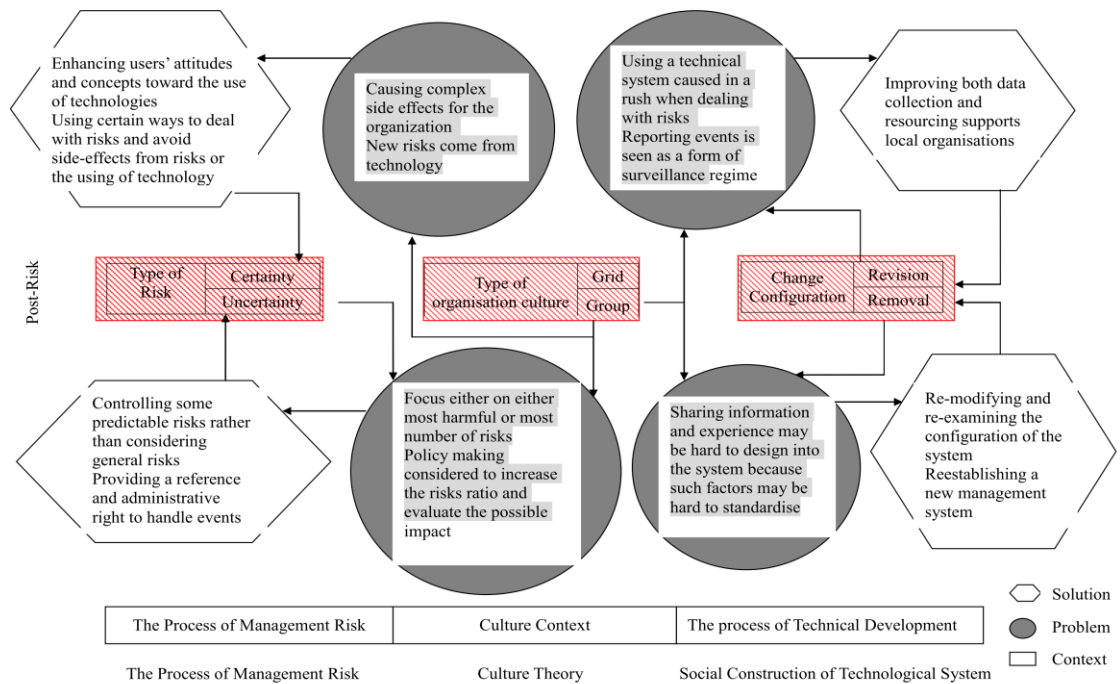 Enhancing users’ attitudes
and concepts toward the use
of technologies
Using certain ways to deal
with risks and avoid
side-effects from risks or
the using of technology
Causing complex
side effects for the
organization
New risks come from
technology
Using a technical
system caused in a
rush when dealing
with risks
Reporting events is
seen as a form of
surveillance regime
Improving both data
collection and
resourcing supports
local organisations
Post-Risk
Type of
Risk
Certainty
Uncertainty
Type of
organisation culture
Grid
Group
Change
Configuration
Revision
Removal
Controlling some
predictable risks rather
than considering
general risks
Providing a reference
and administrative
right to handle events
Focus either on either
most harmful or most
number of risks
Policy making
considered to increase
the risks ratio and
evaluate the possible
impact
Sharing information
and experience may
be hard to design into
the system because
such factors may be
hard to standardise
Re-modifying and
re-examining the
configuration of the
system
Reestablishing a
new management
system
Solution
Problem
Context
The Process of Management Risk
Culture Context
The process of Technical Development
The Process of Management Risk
Culture Theory
Social Construction of Technological System